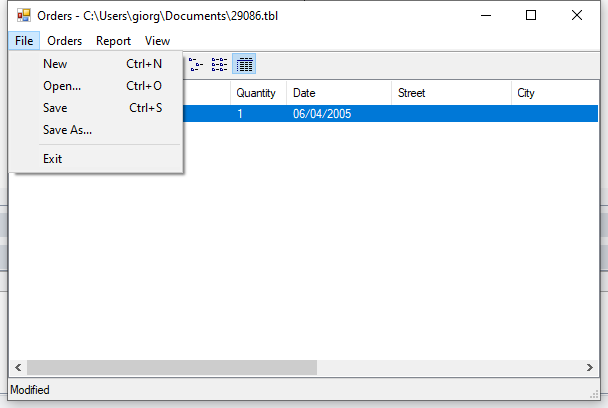 Orders - C:\Users\giorg\Documents\29086.tbl
File Orders Report View
New Ctrl+N
Open... Ctrl+O
Save Ctrl+S
Save As...
Exit
Quantity Date Street City
1 06/04/2005
Modified